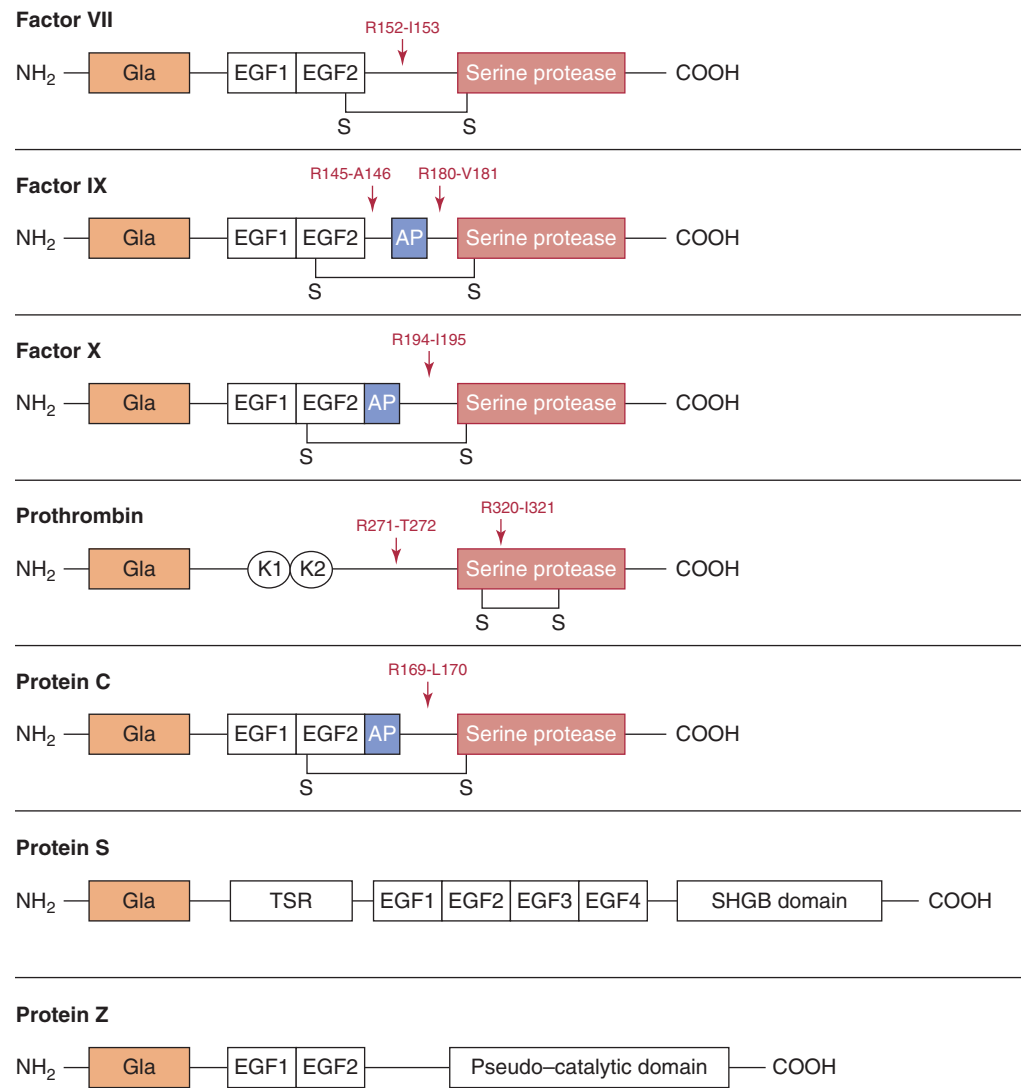 Factor VII
R152-I153
NH2 Gla EGF1 EGF2 Serine protease COOH
S S
Factor IX
R145-A146 R180-V181
NH2 Gla EGF1 EGF2 AP Serine protease COOH
S S
Factor X
R194-I195
NH2 Gla EGF1 EGF2 AP Serine protease COOH
S S
Prothrombin
R271-T272 R320-I321
NH2 Gla K1 K2 Serine protease COOH
S S
Protein C
R169-L170
NH2 Gla EGF1 EGF2 AP Serine protease COOH
S S
Protein S
NH2 Gla TSR EGF1 EGF2 EGF3 EGF4 SHGB domain COOH
Protein Z
NH2 Gla EGF1 EGF2 Pseudo–catalytic domain COOH